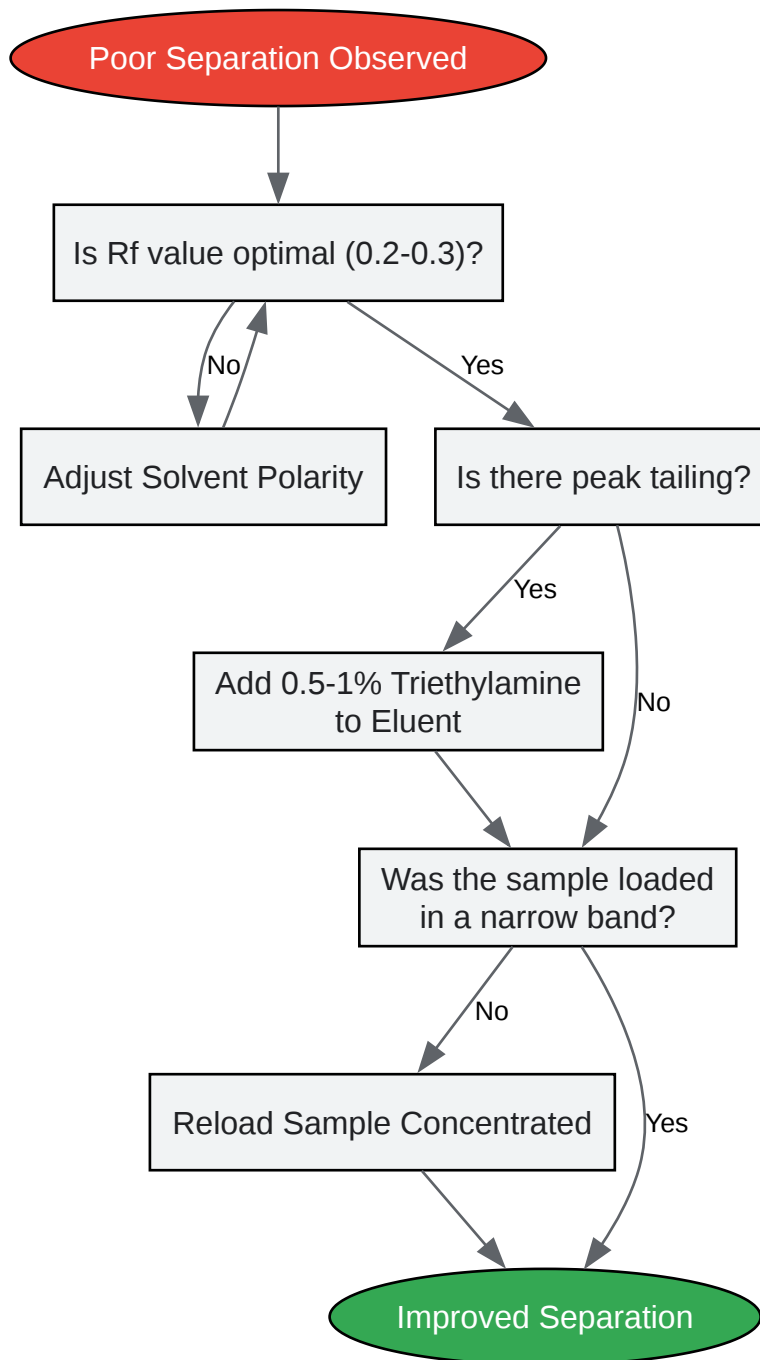 Poor Separation Observed
Is Rf value optimal (0.2-0.3)?
No
Yes
Adjust Solvent Polarity
Is there peak tailing?
Yes
Add 0.5-1% Triethylamine
to Eluent
No
Was the sample loaded
in a narrow band?
No
Reload Sample Concentrated
Yes
Improved Separation